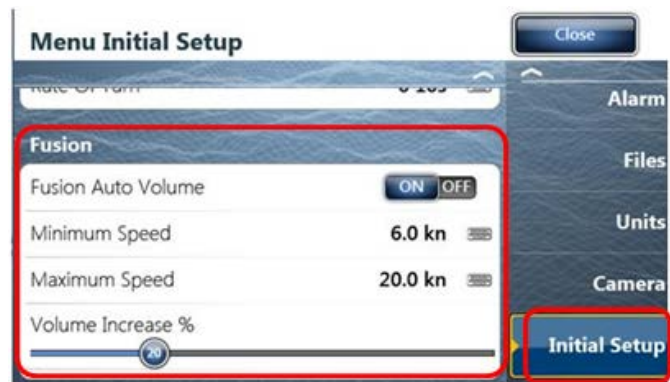 Menu Initial Setup
Close
Alarm
Fusion
Files
Fusion Auto Volume ON OFF
Units
Minimum Speed 6.0 kn
Maximum Speed 20.0 kn
Camera
Volume Increase %
20
Initial Setup